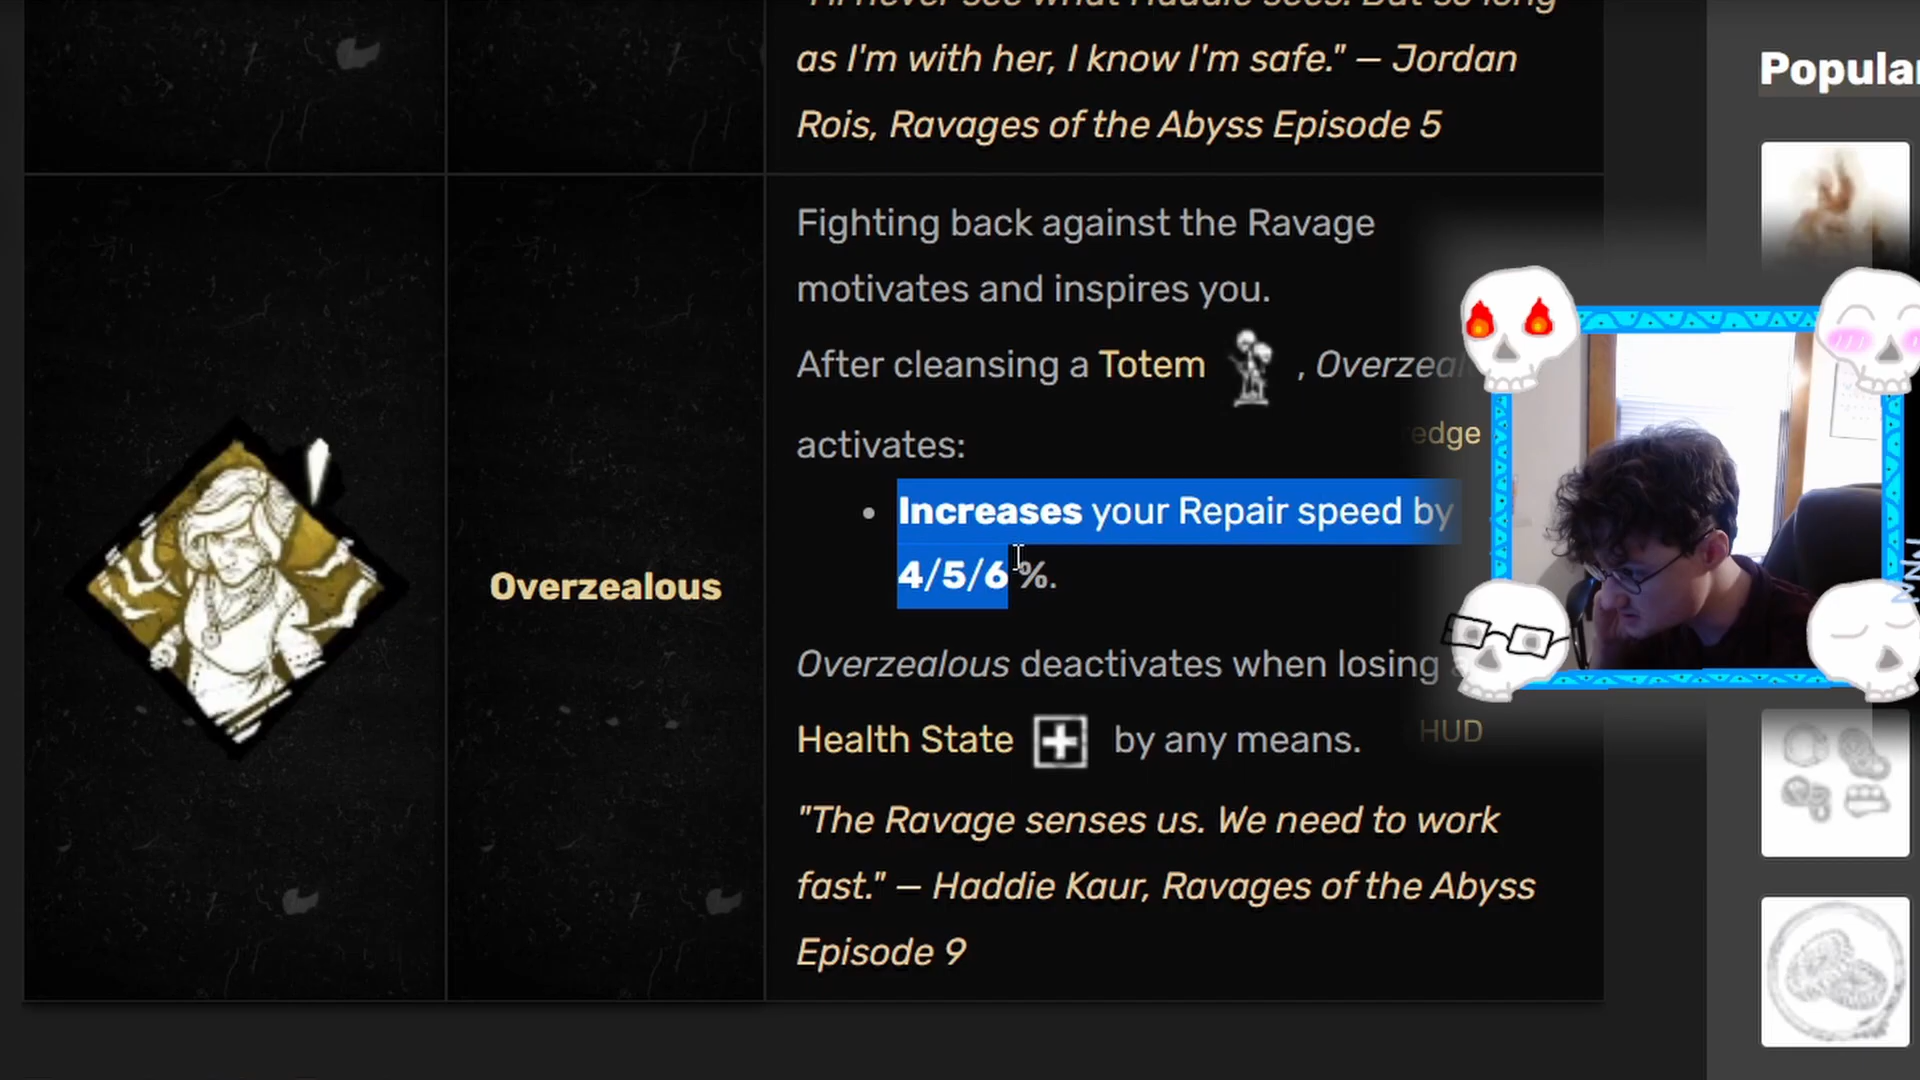 as I'm with her, I know I'm safe." — Jordan
Rois, Ravages of the Abyss Episode 5
Popular
Fighting back against the Ravage
motivates and inspires you.
After cleansing a Totem ,
activates:
Increases your Repair speed by
4/5/6 %.
Overzealous
Overzealous deactivates when losing
Health State by any means.
HUD
"The Ravage senses us. We need to work
fast." — Haddie Kaur, Ravages of the Abyss
Episode 9